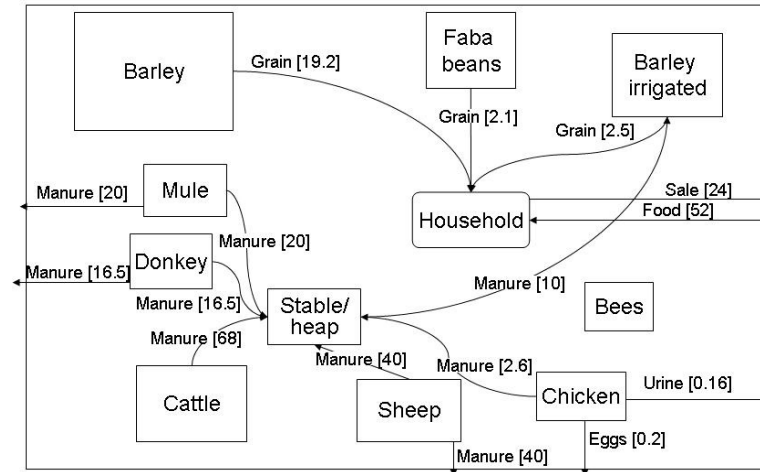 Barley
Grain [19.2]
Faba
beans
Grain [2.1]
Barley
irrigated
Grain [2.5]
Manure [20]
Mule
Household
Sale [24]
Food [52]
Manure [20]
Manure [16.5]
Donkey
Manure [16.5]
Stable/
heap
Manure [10]
Bees
Manure [68]
Manure [40]
Manure [2.6]
Cattle
Sheep
Chicken
Urine [0.16]
Manure [40]
Eggs [0.2]